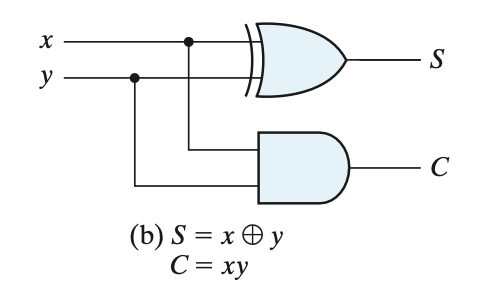 x
y
S
C
(b) S = x ⊕ y
C = xy